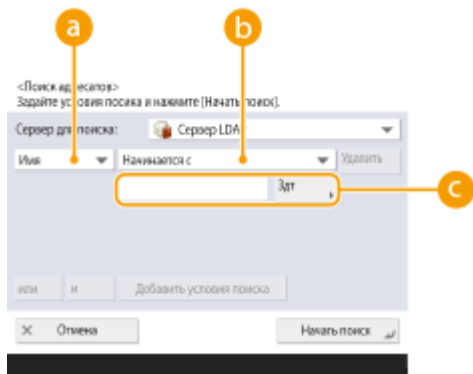 a b
<Поиск адресатов>
Задайте условия поиска и нажмите [Начать поиск].
Сервер для поиска: Сервер LDA
Имя Начинается с Удалить
Здт c
или и Добавить условия поиска
Отмена Начать поиск